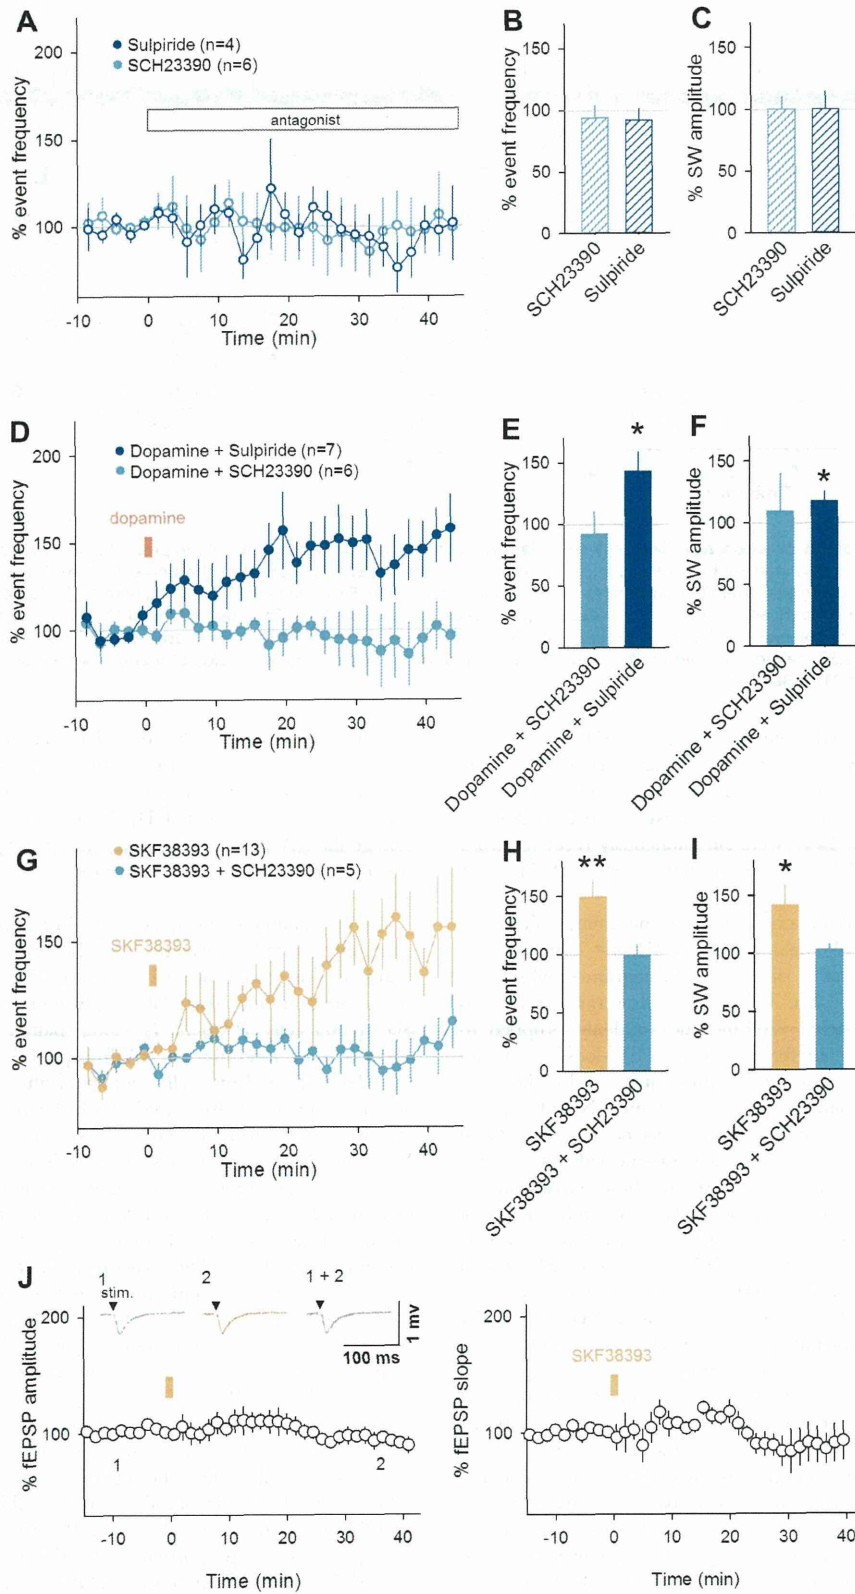 A
B
C
Sulpiride (n=4)
SCH23390 (n=6)
antagonist
% event frequency
200
150
100
-10 0 10 20 30 40
Time (min)
% event frequency
150
100
50
0
SCH23390
Sulpiride
% SW amplitude
150
100
50
0
SCH23390
Sulpiride
D
E
F
Dopamine + Sulpiride (n=7)
Dopamine + SCH23390 (n=6)
dopamine
% event frequency
200
150
100
-10 0 10 20 30 40
Time (min)
*
% event frequency
150
100
50
0
Dopamine + SCH23390
Dopamine + Sulpiride
*
% SW amplitude
150
100
50
0
Dopamine + SCH23390
Dopamine + Sulpiride
G
H
I
SKF38393 (n=13)
SKF38393 + SCH23390 (n=5)
SKF38393
% event frequency
150
100
-10 0 10 20 30 40
Time (min)
**
% event frequency
150
100
50
0
SKF38393
SKF38393 + SCH23390
*
% SW amplitude
150
100
50
0
SKF38393
SKF38393 + SCH23390
J
1
stim.
2
1 + 2
1 mv
100 ms
% fEPSP amplitude
200
100
1
2
-10 0 10 20 30 40
Time (min)
SKF38393
% fEPSP slope
200
100
-10 0 10 20 30 40
Time (min)